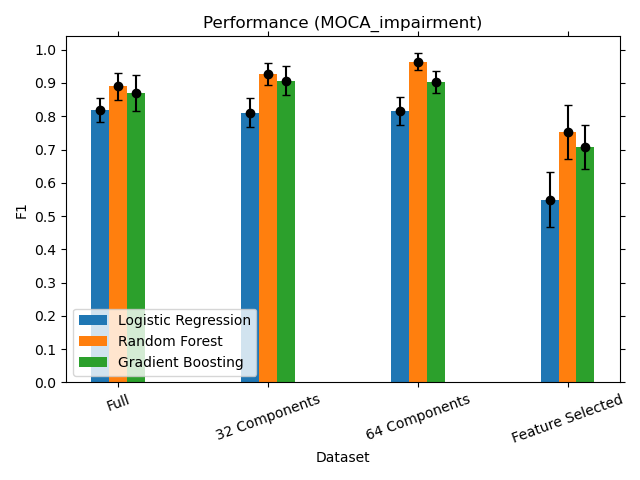 Performance (MOCA_impairment)
1.0
0.9
0.8
0.7
0.6
0.5
0.4
0.3
0.2
0.1
0.0
F1
Logistic Regression
Random Forest
Gradient Boosting
Full
32 Components
64 Components
Feature Selected
Dataset